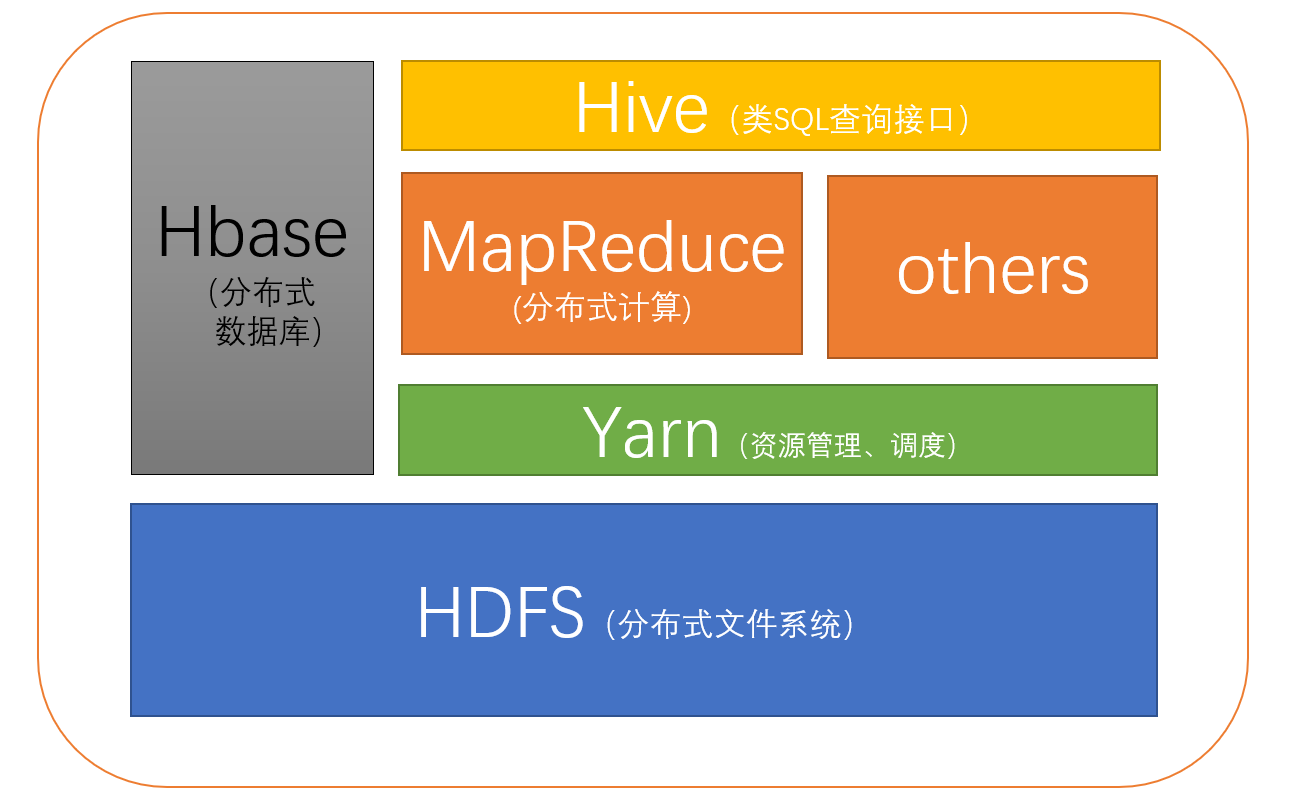 Hive（类SQL查询接口）
Hbase
（分布式
数据库）
MapReduce
(分布式计算)
others
Yarn（资源管理、调度）
HDFS（分布式文件系统）